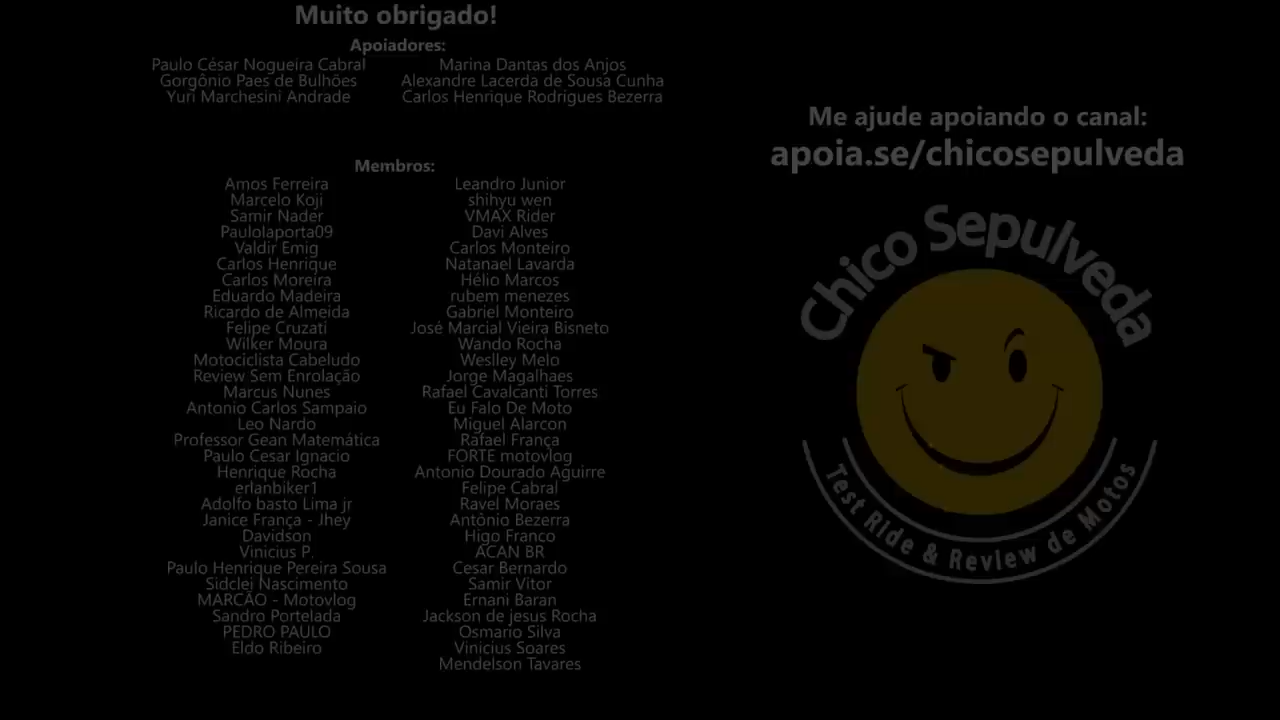 Muito obrigado!
Apoiadores:
Paulo César Nogueira Cabral
Gorgônio Paes de Bulhões
Yuri Marchesini Andrade
Marina Dantas dos Anjos
Alexandre Lacerda de Sousa Cunha
Carlos Henrique Rodrigues Bezerra
Membros:
Amos Ferreira
Marcelo Koji
Samir Nader
Paulolaporta09
Valdir Emig
Carlos Henrique
Carlos Moreira
Eduardo Madeira
Ricardo de Almeida
Felipe Cruzati
Wilker Moura
Motociclista Cabeludo
Review Sem Enrolação
Marcus Nunes
Antonio Carlos Sampaio
Leo Nardo
Professor Gean Matemática
Paulo Cesar Ignacio
Henrique Rocha
erlanbiker1
Adolfo basto Lima jr
Janice França - Jhey
Davidson
Vinicius P.
Paulo Henrique Pereira Sousa
Sidclei Nascimento
MARCÃO - Motovlog
Sandro Portelada
PEDRO PAULO
Eldo Ribeiro
Leandro Junior
shihyu wen
VMAX Rider
Davi Alves
Carlos Monteiro
Natanael Lavarda
Hélio Marcos
rubem menezes
Gabriel Monteiro
José Marcial Vieira Bisneto
Wando Rocha
Weslley Melo
Jorge Magalhaes
Rafael Cavalcanti Torres
Eu Falo De Moto
Miguel Alarcon
Rafael França
FORTE motovlog
Antonio Dourado Aguirre
Felipe Cabral
Ravel Moraes
Antônio Bezerra
Higo Franco
ACAN BR
Cesar Bernardo
Samir Vitor
Ernani Baran
Jackson de jesus Rocha
Osmario Silva
Vinicius Soares
Mendelson Tavares
Me ajude apoiando o canal:
apoia.se/chicosepulveda
Chico Sepulveda
Test Ride & Review de Motos